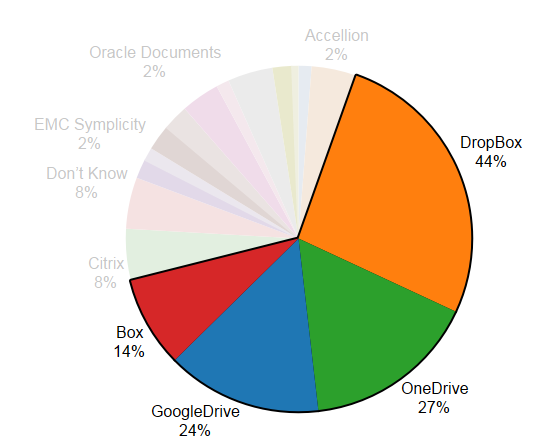 Accellion
2%
Oracle Documents
2%
EMC Symplicity
2%
Don't Know
8%
Citrix
8%
Box
14%
GoogleDrive
24%
OneDrive
27%
DropBox
44%